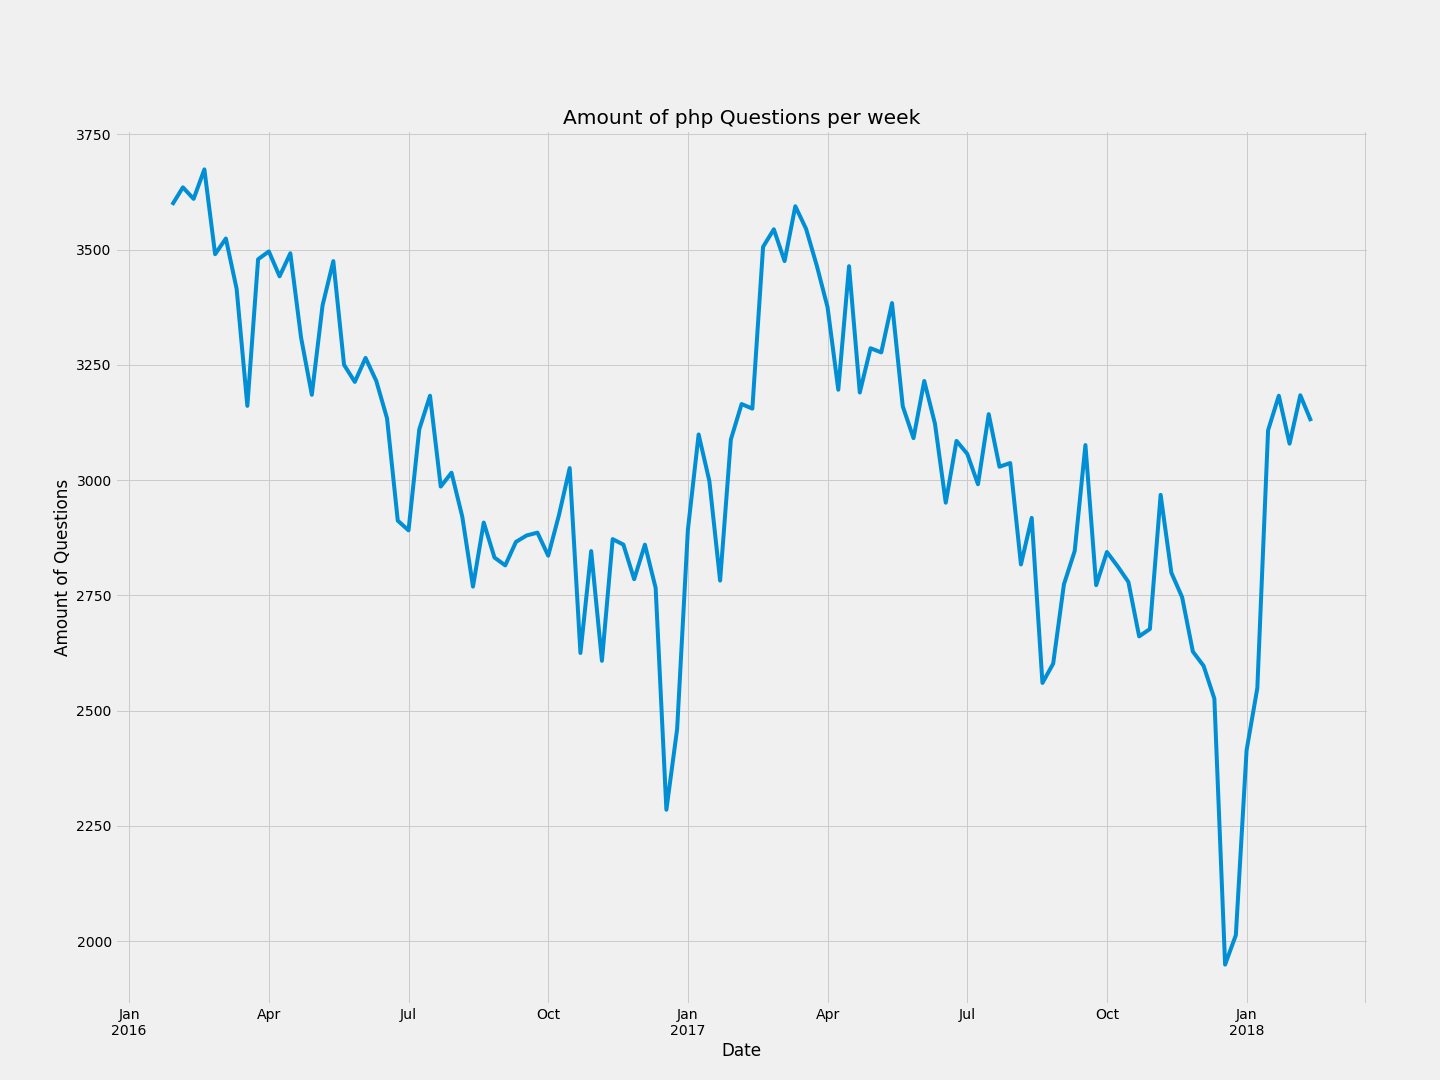 Amount of php Questions per week
3750
3500
3250
3000
2750
2500
2250
2000
Amount of Questions
Jan Apr Jul Oct Jan Apr Jul Oct Jan
2016 2017 2018
Date